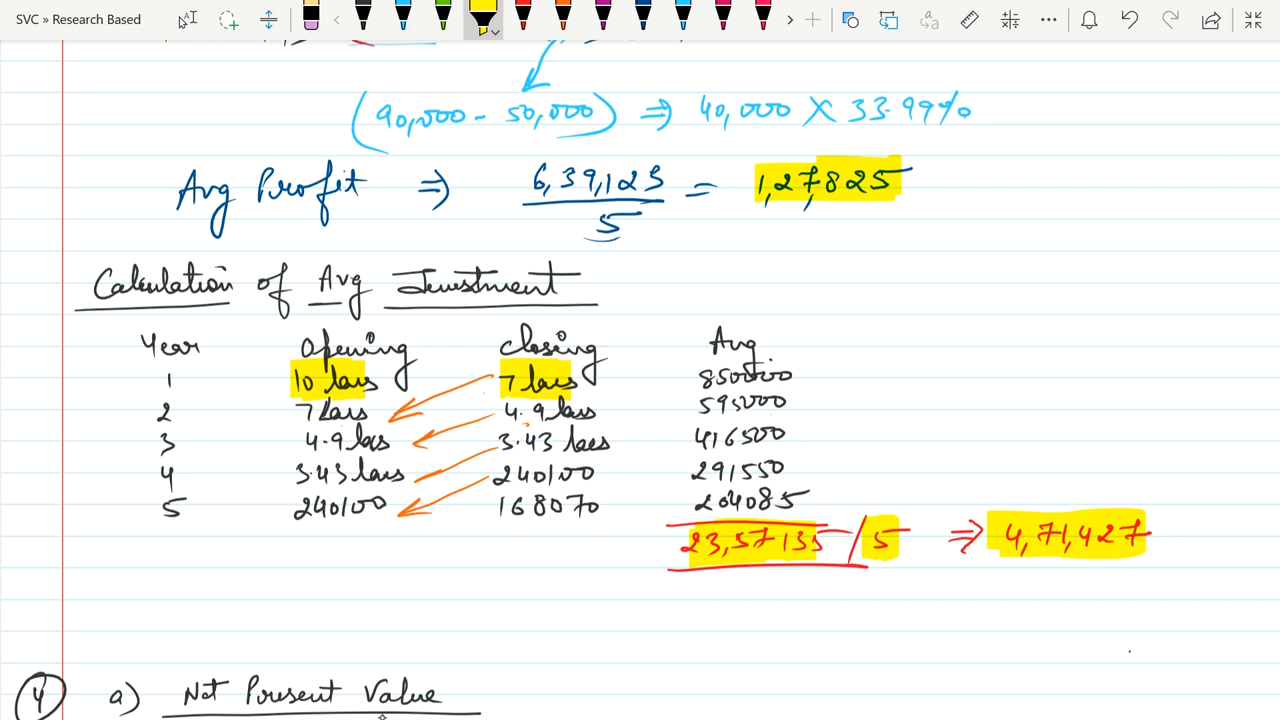 SVC » Research Based
(90,000 - 50,000) ⇒ 40,000 × 33.99%
Avg Profit ⇒ 6,39,123 / 5 = 1,27,825
Calculation of Avg Investment
Year Opening Closing Avg
1 10 lacs 7 lacs 850000
2 7 lacs 4.9 lacs 595000
3 4.9 lacs 3.43 lacs 416500
4 3.43 lacs 240100 291550
5 240100 168070 204085
23,57135 / 5 ⇒ 4,71,427
4 a) Net Present Value